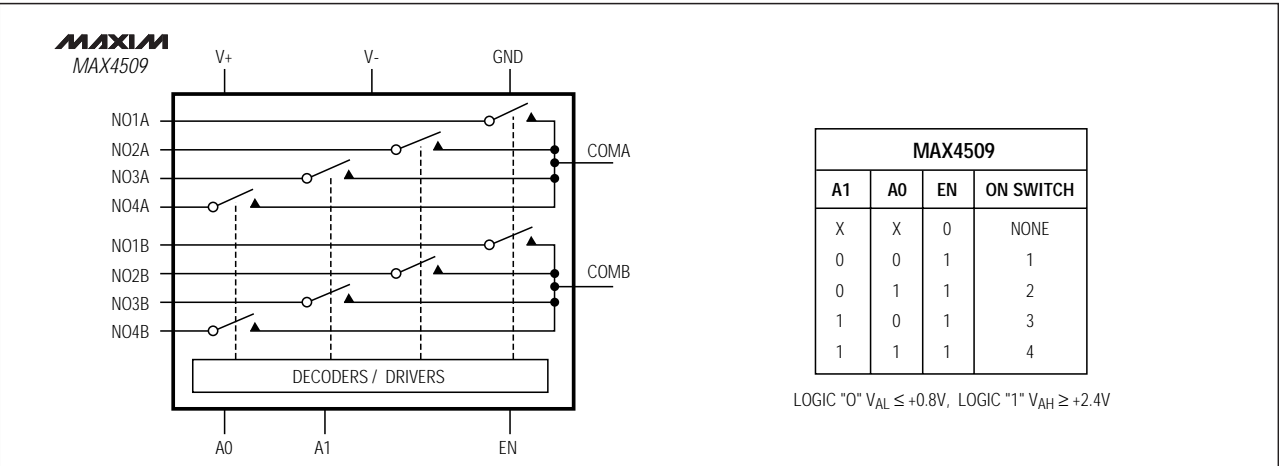 MAXIM
MAX4509
V+ V- GND
NO1A
NO2A
NO3A
NO4A
COMA
NO1B
NO2B
NO3B
NO4B
COMB
DECODERS / DRIVERS
A0 A1 EN
MAX4509
A1 A0 EN ON SWITCH
X X 0 NONE
0 0 1 1
0 1 1 2
1 0 1 3
1 1 1 4
LOGIC "0" VAL ≤ +0.8V, LOGIC "1" VAH ≥ +2.4V